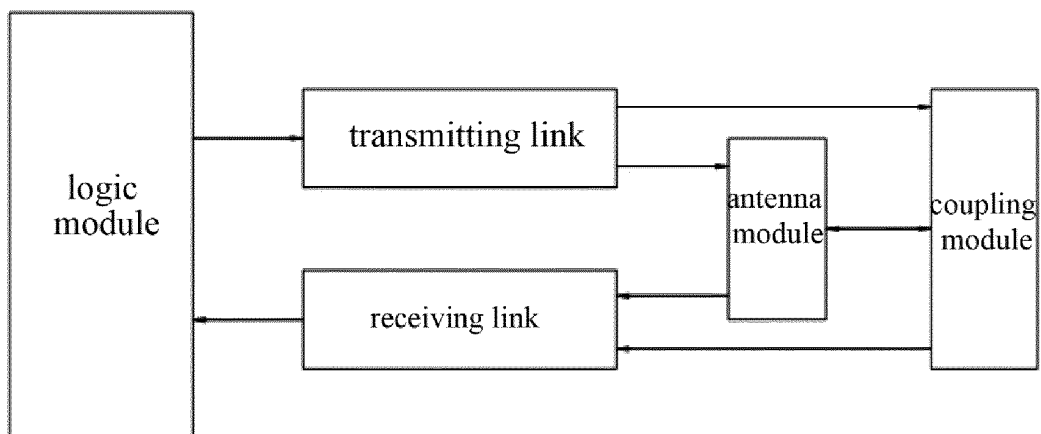 logic
module
transmitting link
receiving link
antenna
module
coupling
module